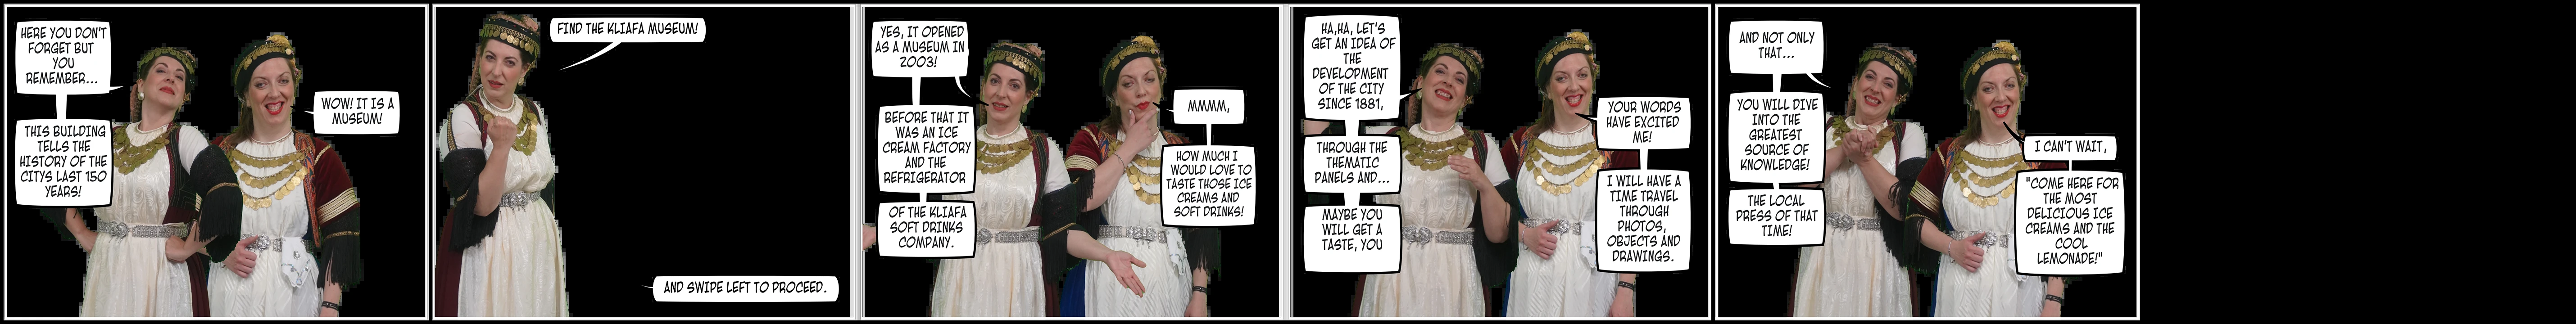 HERE YOU DON'T
FORGET BUT
YOU
REMEMBER...
THIS BUILDING
TELLS THE
HISTORY OF THE
CITYS LAST 150
YEARS!
WOW! IT IS A
MUSEUM!
FIND THE KLIAFA MUSEUM!
AND SWIPE LEFT TO PROCEED.
YES, IT OPENED
AS A MUSEUM IN
2003!
BEFORE THAT IT
WAS AN ICE
CREAM FACTORY
AND THE
REFRIGERATOR
OF THE KLIAFA
SOFT DRINKS
COMPANY.
MMMM,
HOW MUCH I
WOULD LOVE TO
TASTE THOSE ICE
CREAMS AND
SOFT DRINKS!
HA,HA, LET'S
GET AN IDEA OF
THE
DEVELOPMENT
OF THE CITY
SINCE 1881,
THROUGH THE
THEMATIC
PANELS AND...
MAYBE YOU
WILL GET A
TASTE, YOU
YOUR WORDS
HAVE EXCITED
ME!
I WILL HAVE A
TIME TRAVEL
THROUGH
PHOTOS,
OBJECTS AND
DRAWINGS.
AND NOT ONLY
THAT...
YOU WILL DIVE
INTO THE
GREATEST
SOURCE OF
KNOWLEDGE!
THE LOCAL
PRESS OF THAT
TIME!
I CAN'T WAIT,
"COME HERE FOR
THE MOST
DELICIOUS ICE
CREAMS AND THE
COOL
LEMONADE!"